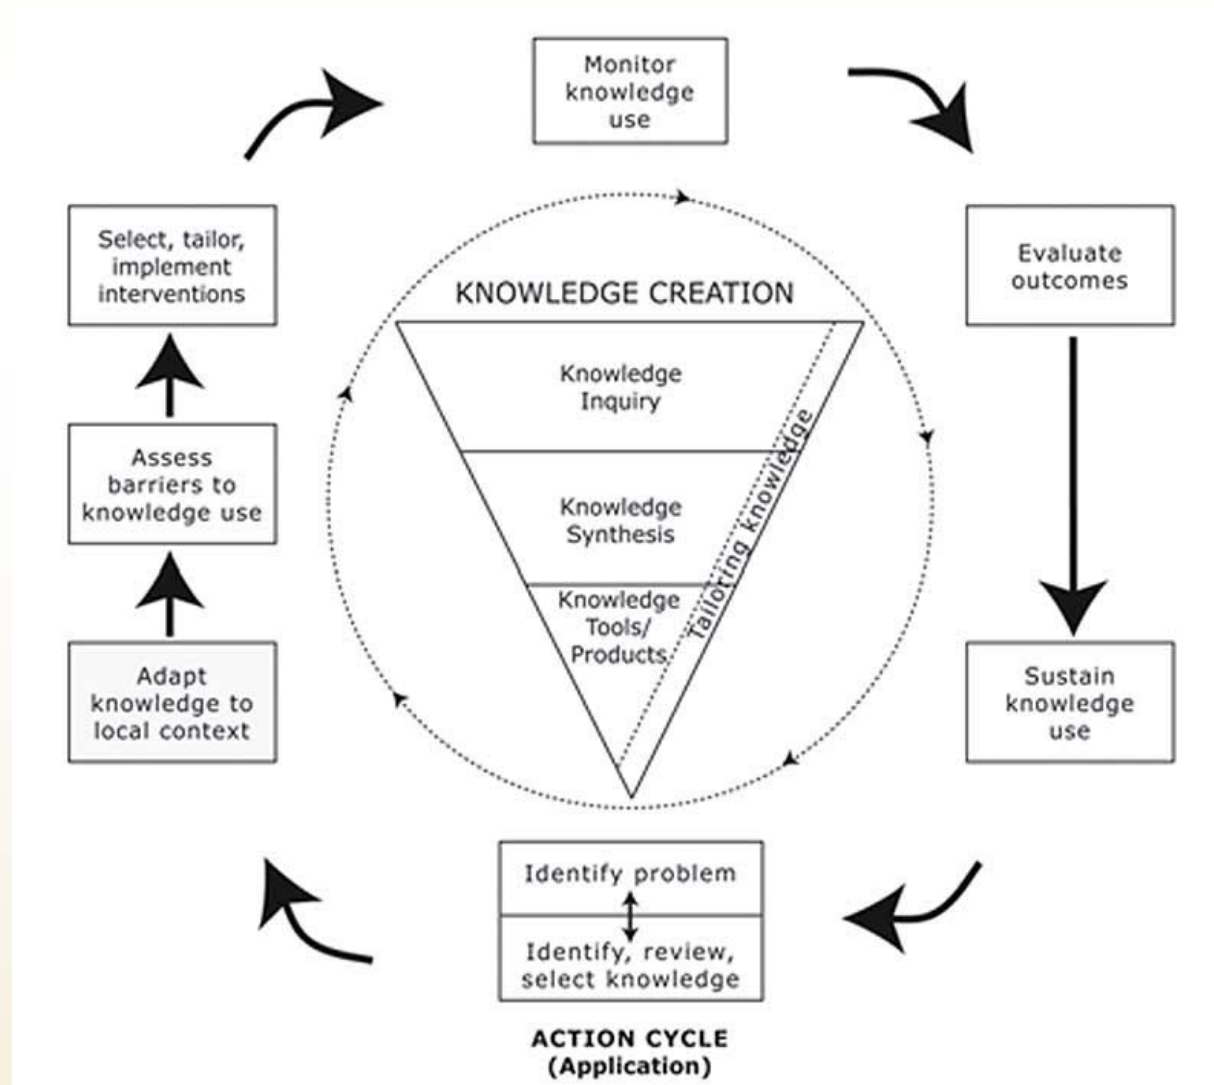 Monitor
knowledge
use
Select, tailor,
implement
interventions
Evaluate
outcomes
KNOWLEDGE CREATION
Knowledge
Inquiry
Assess
barriers to
knowledge use
Knowledge
Synthesis
Tailoring knowledge
Knowledge
Tools/
Products
Adapt
knowledge to
local context
Sustain
knowledge
use
Identify problem
Identify, review,
select knowledge
ACTION CYCLE
(Application)